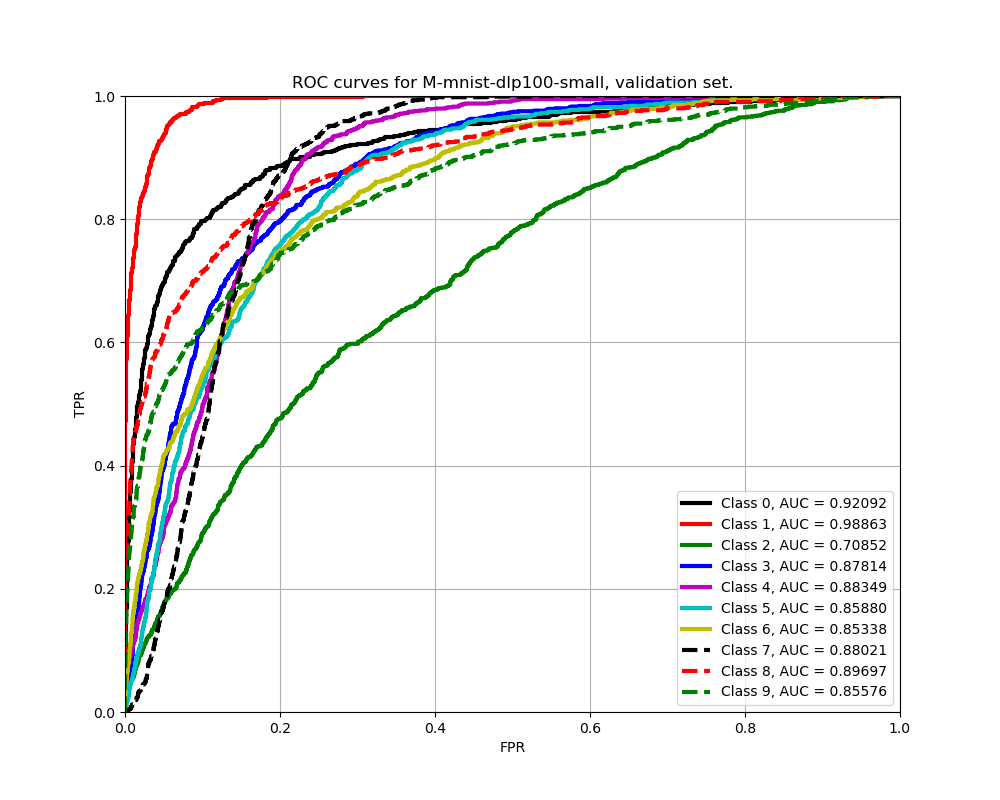 ROC curves for M-mnist-dlp100-small, validation set.
1.0
0.8
0.6
0.4
0.2
0.0
TPR
Class 0, AUC = 0.92092
Class 1, AUC = 0.98863
Class 2, AUC = 0.70852
Class 3, AUC = 0.87814
Class 4, AUC = 0.88349
Class 5, AUC = 0.85880
Class 6, AUC = 0.85338
Class 7, AUC = 0.88021
Class 8, AUC = 0.89697
Class 9, AUC = 0.85576
0.0 0.2 0.4 0.6 0.8 1.0
FPR